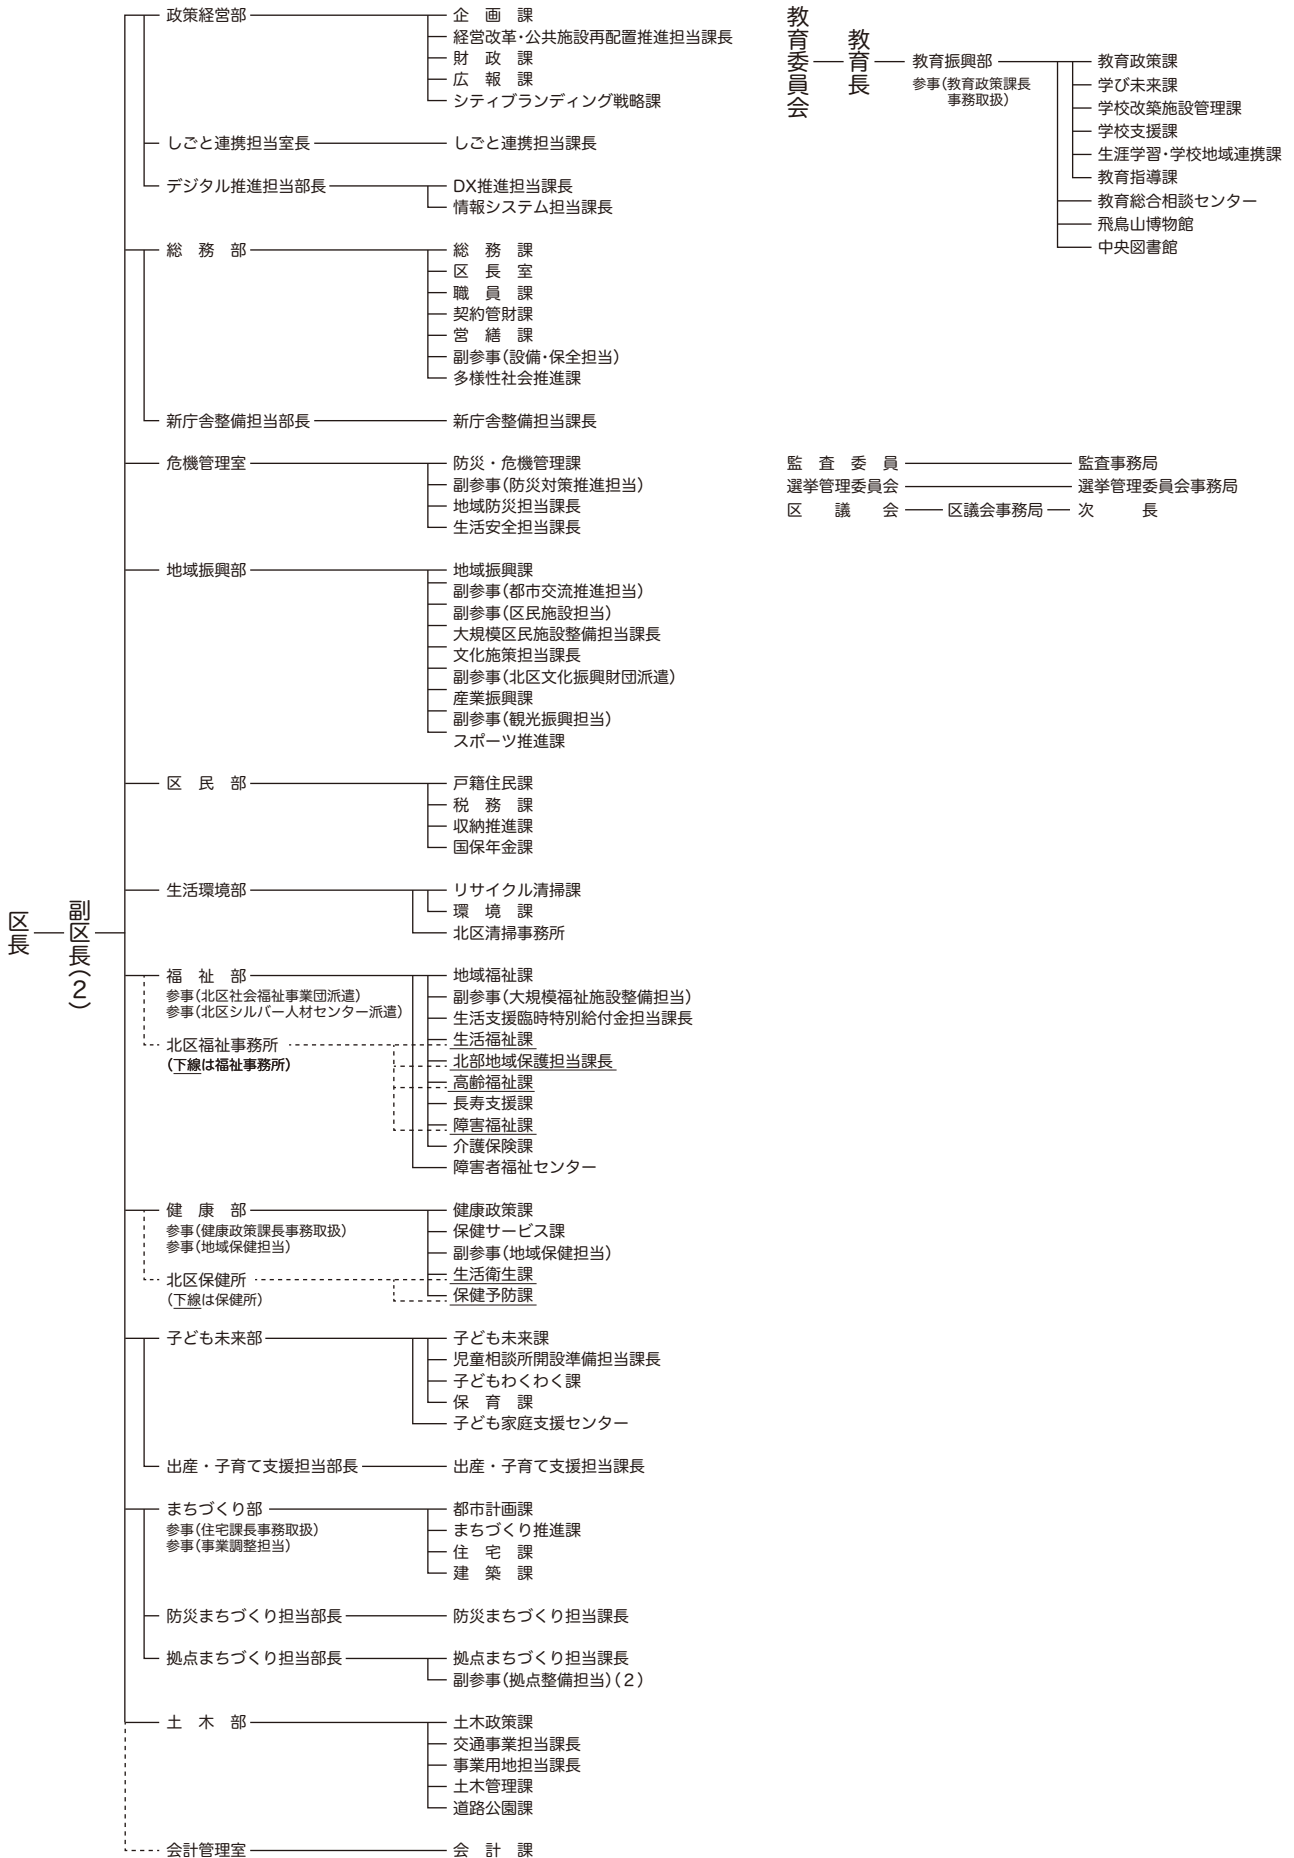 区長
副区長(2)
政策経営部
企　画　課
経営改革・公共施設再配置推進担当課長
財　政　課
広　報　課
シティブランディング戦略課
しごと連携担当室長
しごと連携担当課長
デジタル推進担当部長
DX推進担当課長
情報システム担当課長
総　務　部
総　務　課
区　長　室
職　員　課
契約管財課
営　繕　課
副参事(設備・保全担当)
多様性社会推進課
新庁舎整備担当部長
新庁舎整備担当課長
危機管理室
防災・危機管理課
副参事(防災対策推進担当)
地域防災担当課長
生活安全担当課長
地域振興部
地域振興課
副参事(都市交流推進担当)
副参事(区民施設担当)
大規模区民施設整備担当課長
文化施策担当課長
副参事(北区文化振興財団派遣)
産業振興課
副参事(観光振興担当)
スポーツ推進課
区　民　部
戸籍住民課
税　務　課
収納推進課
国保年金課
生活環境部
リサイクル清掃課
環　境　課
北区清掃事務所
福　祉　部
参事(北区社会福祉事業団派遣)
参事(北区シルバー人材センター派遣)
北区福祉事務所
(下線は福祉事務所)
地域福祉課
副参事(大規模福祉施設整備担当)
生活支援臨時特別給付金担当課長
生活福祉課
北部地域保護担当課長
高齢福祉課
長寿支援課
障害福祉課
介護保険課
障害者福祉センター
健　康　部
参事(健康政策課長事務取扱)
参事(地域保健担当)
北区保健所
(下線は保健所)
健康政策課
保健サービス課
副参事(地域保健担当)
生活衛生課
保健予防課
子ども未来部
子ども未来課
児童相談所開設準備担当課長
子どもわくわく課
保　育　課
子ども家庭支援センター
出産・子育て支援担当部長
出産・子育て支援担当課長
まちづくり部
参事(住宅課長事務取扱)
参事(事業調整担当)
都市計画課
まちづくり推進課
住　宅　課
建　築　課
防災まちづくり担当部長
防災まちづくり担当課長
拠点まちづくり担当部長
拠点まちづくり担当課長
副参事(拠点整備担当)(2)
土　木　部
土木政策課
交通事業担当課長
事業用地担当課長
土木管理課
道路公園課
会計管理室
会　計　課
教育委員会
教育長
教育振興部
参事(教育政策課長
事務取扱)
教育政策課
学び未来課
学校改築施設管理課
学校支援課
生涯学習・学校地域連携課
教育指導課
教育総合相談センター
飛鳥山博物館
中央図書館
監　査　委　員
監査事務局
選挙管理委員会
選挙管理委員会事務局
区　議　会
区議会事務局
次　長